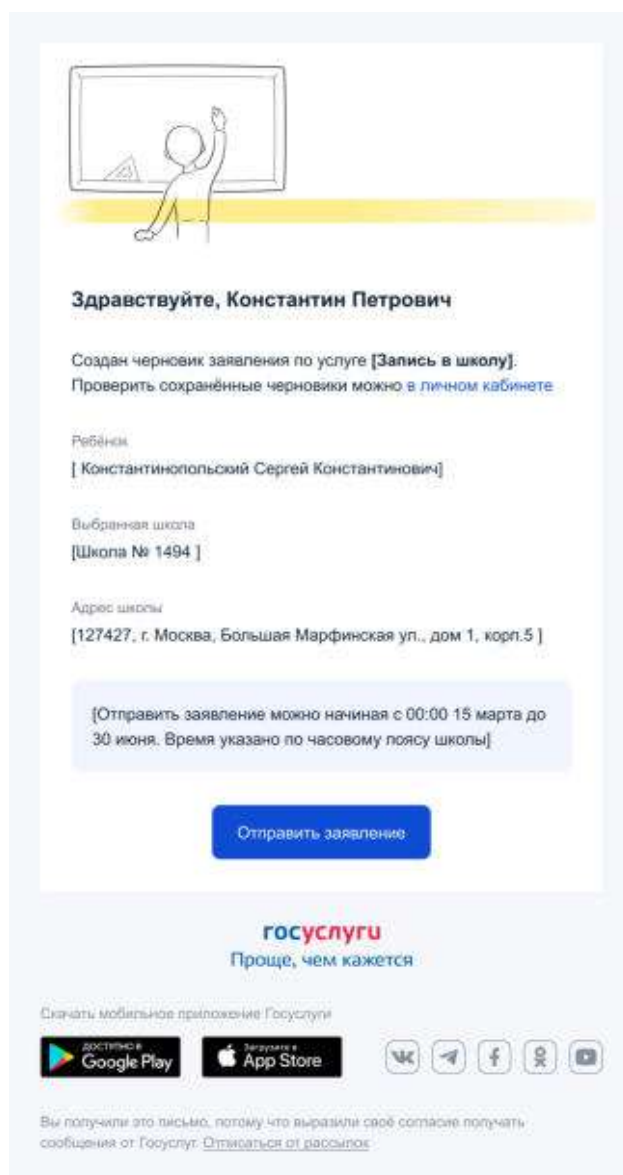 Здравствуйте, Константин Петрович
Создан черновик заявления по услуге [Запись в школу].
Проверить сохранённые черновики можно в личном кабинете
Ребёнок
[ Константинопольский Сергей Константинович]
Выбранная школа
[Школа № 1494 ]
Адрес школы
[127427, г. Москва, Большая Марфинская ул., дом 1, корп.5 ]
[Отправить заявление можно начиная с 00:00 15 марта до
30 июня. Время указано по часовому поясу школы]
Отправить заявление
госуслуги
Проще, чем кажется
Скачать мобильное приложение Госуслуги
ДОСТУПНО В
Google Play
Загрузите в
App Store
Вы получили это письмо, потому что выразили своё согласие получать
сообщения от Госуслуг. Отписаться от рассылок